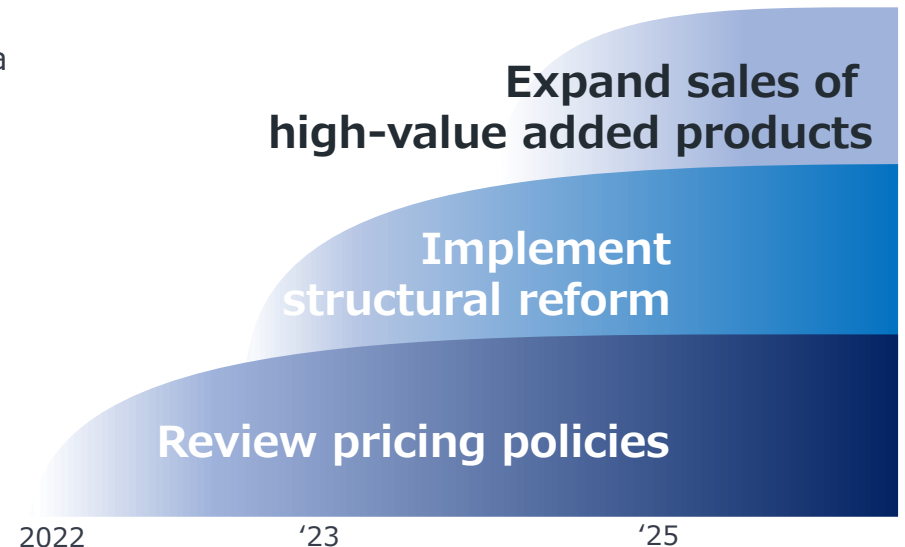 a
Expand sales of
high-value added products
Implement
structural reform
Review pricing policies
2022 ‘23 ‘25